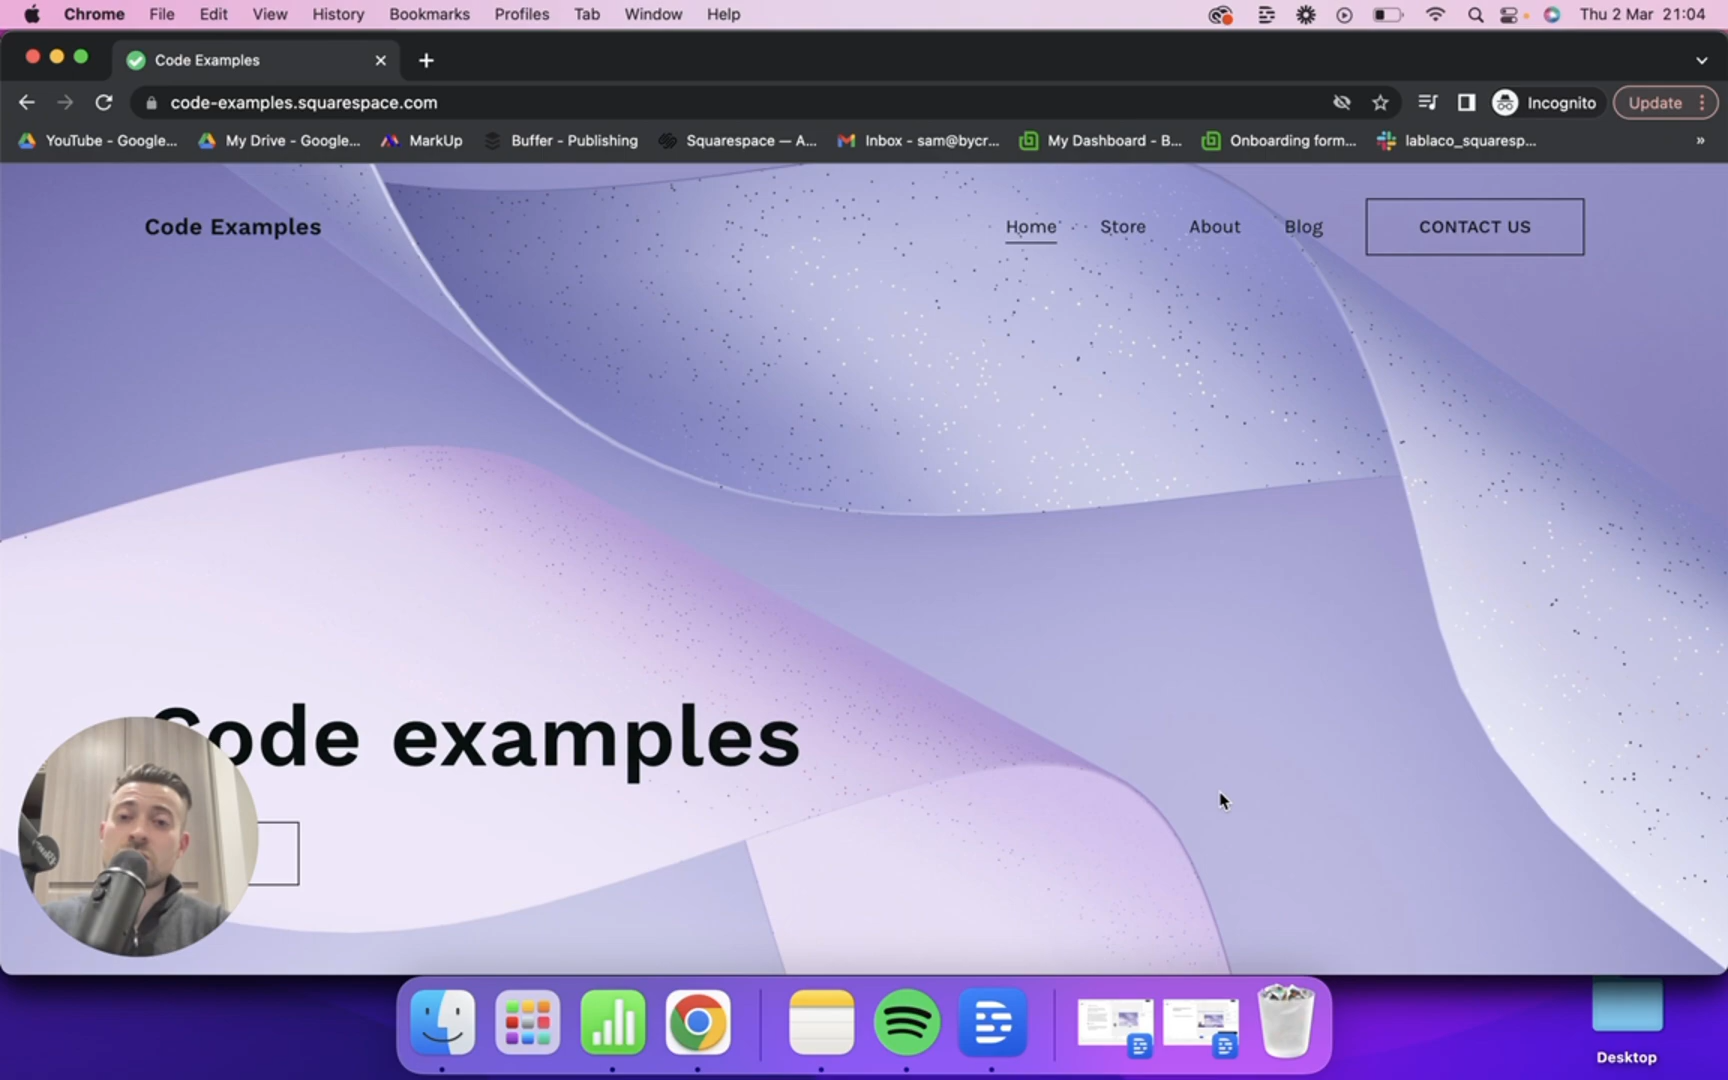 Chrome File Edit View History Bookmarks Profiles Tab Window Help Thu 2 Mar 21:04
Code Examples
code-examples.squarespace.com Incognito Update
YouTube - Google... My Drive - Google... MarkUp Buffer - Publishing Squarespace — A... Inbox - sam@bycr... My Dashboard - B... Onboarding form... lablaco_squaresp... »
Code Examples Home Store About Blog CONTACT US
Code examples
Desktop